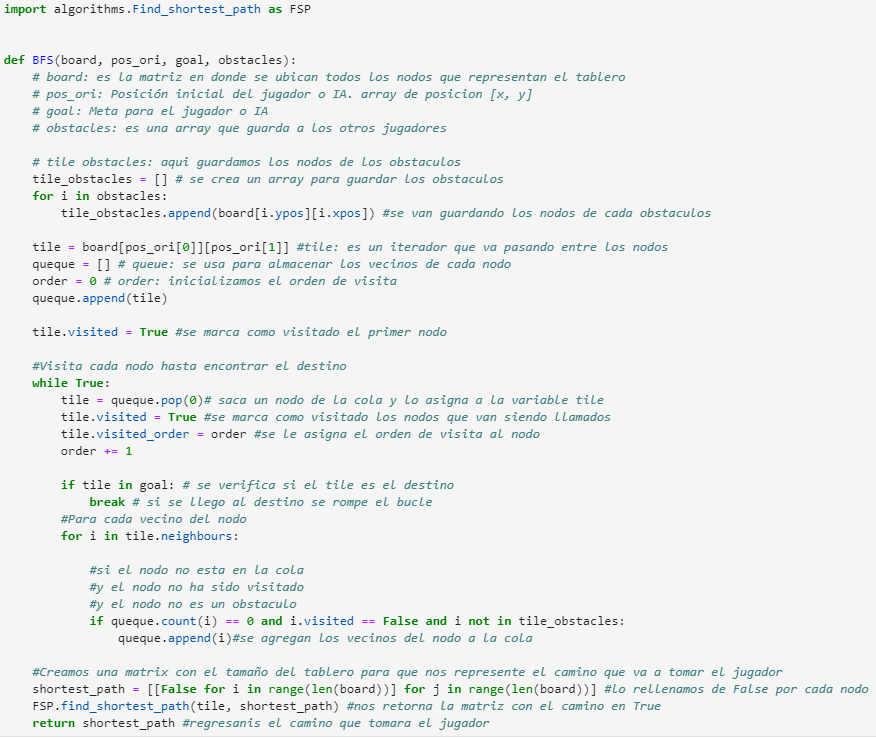 import algorithms.Find_shortest_path as FSP
def BFS(board, pos_ori, goal, obstacles):
# board: es la matriz en donde se ubican todos los nodos que representan el tablero
# pos_ori: Posición inicial del jugador o IA. array de posicion [x, y]
# goal: Meta para el jugador o IA
# obstacles: es una array que guarda a los otros jugadores
# tile obstacles: aqui guardamos los nodos de los obstaculos
tile_obstacles = [] # se crea un array para guardar los obstaculos
for i in obstacles:
tile_obstacles.append(board[i.ypos][i.xpos]) #se van guardando los nodos de cada obstaculos
tile = board[pos_ori[0]][pos_ori[1]] #tile: es un iterador que va pasando entre los nodos
queque = [] # queue: se usa para almacenar los vecinos de cada nodo
order = 0 # order: inicializamos el orden de visita
queque.append(tile)
tile.visited = True #se marca como visitado el primer nodo
#Visita cada nodo hasta encontrar el destino
while True:
tile = queque.pop(0)# saca un nodo de la cola y lo asigna a la variable tile
tile.visited = True #se marca como visitado los nodos que van siendo llamados
tile.visited_order = order #se le asigna el orden de visita al nodo
order += 1
if tile in goal: # se verifica si el tile es el destino
break # si se llego al destino se rompe el bucle
#Para cada vecino del nodo
for i in tile.neighbours:
#si el nodo no esta en la cola
#y el nodo no ha sido visitado
#y el nodo no es un obstaculo
if queque.count(i) == 0 and i.visited == False and i not in tile_obstacles:
queque.append(i)#se agregan los vecinos del nodo a la cola
#Creamos una matrix con el tamaño del tablero para que nos represente el camino que va a tomar el jugador
shortest_path = [[False for i in range(len(board))] for j in range(len(board))] #lo rellenamos de False por cada nodo
FSP.find_shortest_path(tile, shortest_path) #nos retorna la matriz con el camino en True
return shortest_path #regresanis el camino que tomara el jugador